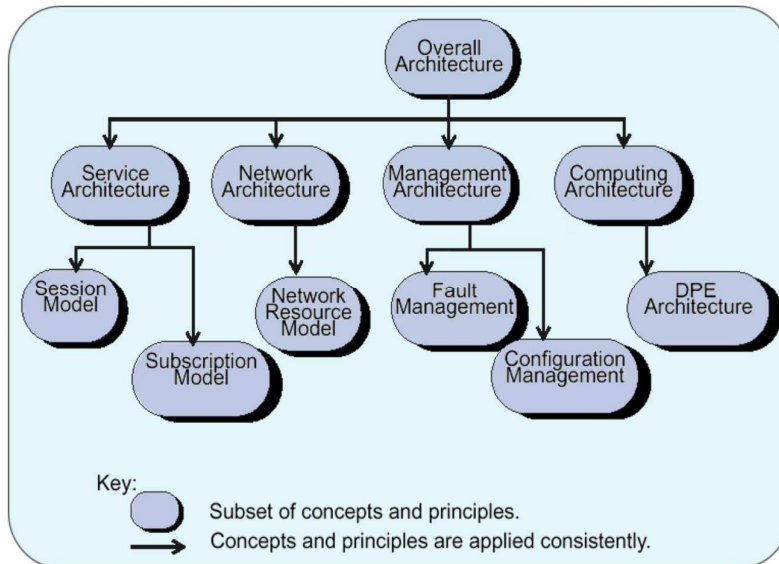 Overall
Architecture
Service
Architecture
Network
Architecture
Management
Architecture
Computing
Architecture
Session
Model
Subscription
Model
Network
Resource
Model
Fault
Management
Configuration
Management
DPE
Architecture
Key:
Subset of concepts and principles.
Concepts and principles are applied consistently.